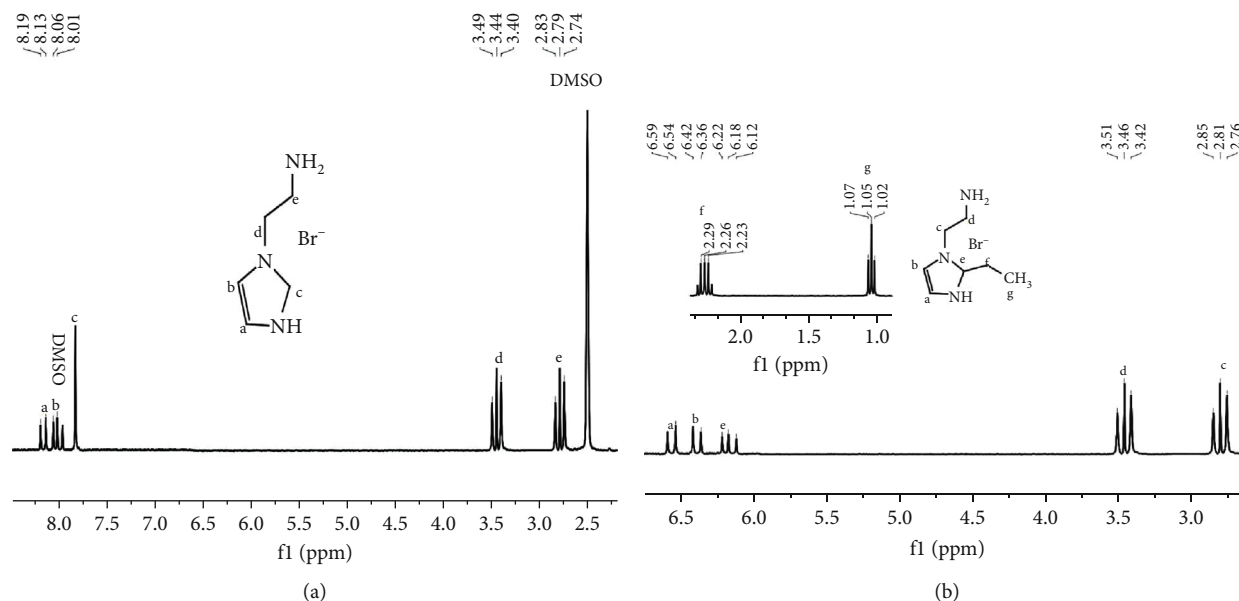 8.19
8.13
8.06
8.01
3.49
3.44
3.40
2.83
2.79
2.74
DMSO
NH₂
e
d
Br⁻
N
b
c
a
NH
DMSO
c
a
b
d
e
8.0 7.5 7.0 6.5 6.0 5.5 5.0 4.5 4.0 3.5 3.0 2.5
f1 (ppm)
(a)
6.59
6.54
6.42
6.36
6.22
6.18
6.12
3.51
3.46
3.42
2.85
2.81
2.76
f
2.29
2.26
2.23
g
1.07
1.05
1.02
2.0 1.5 1.0
f1 (ppm)
NH₂
d
c
Br⁻
N
e
f
b
CH₃
g
a
NH
a
b
e
d
c
6.5 6.0 5.5 5.0 4.5 4.0 3.5 3.0
f1 (ppm)
(b)